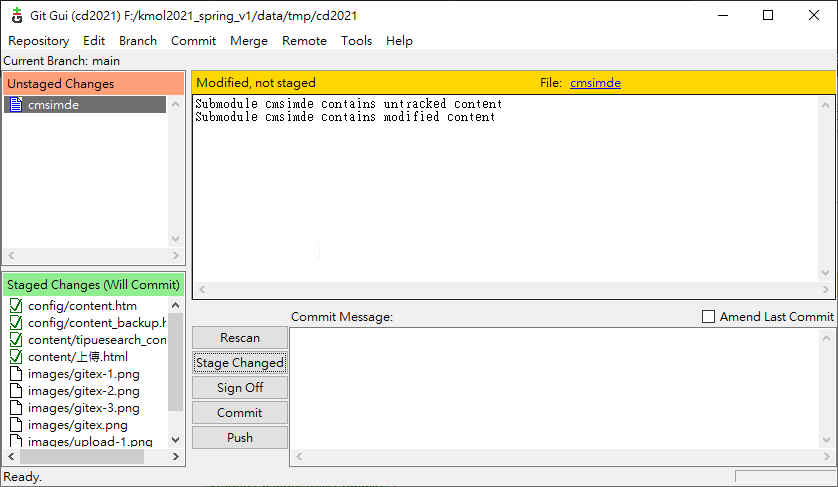 Git Gui (cd2021) F:/kmol2021_spring_v1/data/tmp/cd2021
Repository Edit Branch Commit Merge Remote Tools Help
Current Branch: main
Unstaged Changes
cmsimde
Modified, not staged File: cmsimde
Submodule cmsimde contains untracked content
Submodule cmsimde contains modified content
Staged Changes (Will Commit)
config/content.htm
config/content_backup.h
content/tipuesearch_con
content/上傳.html
images/gitex-1.png
images/gitex-2.png
images/gitex-3.png
images/gitex.png
images/upload-1.png
Rescan
Stage Changed
Sign Off
Commit
Push
Commit Message: Amend Last Commit
Ready.